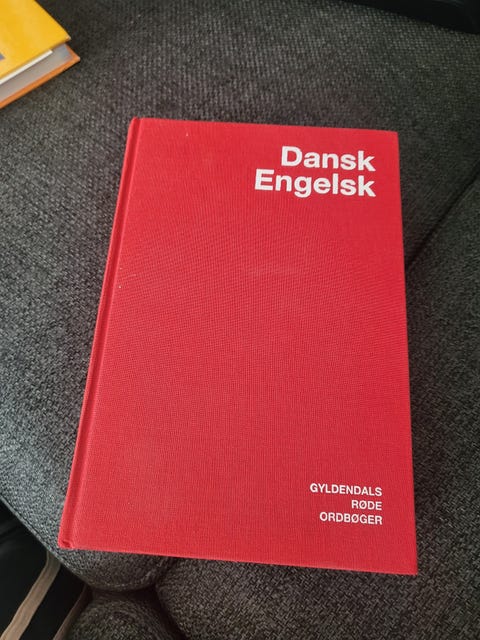 Dansk
Engelsk
GYLDENDALS
RØDE
ORDBØGER